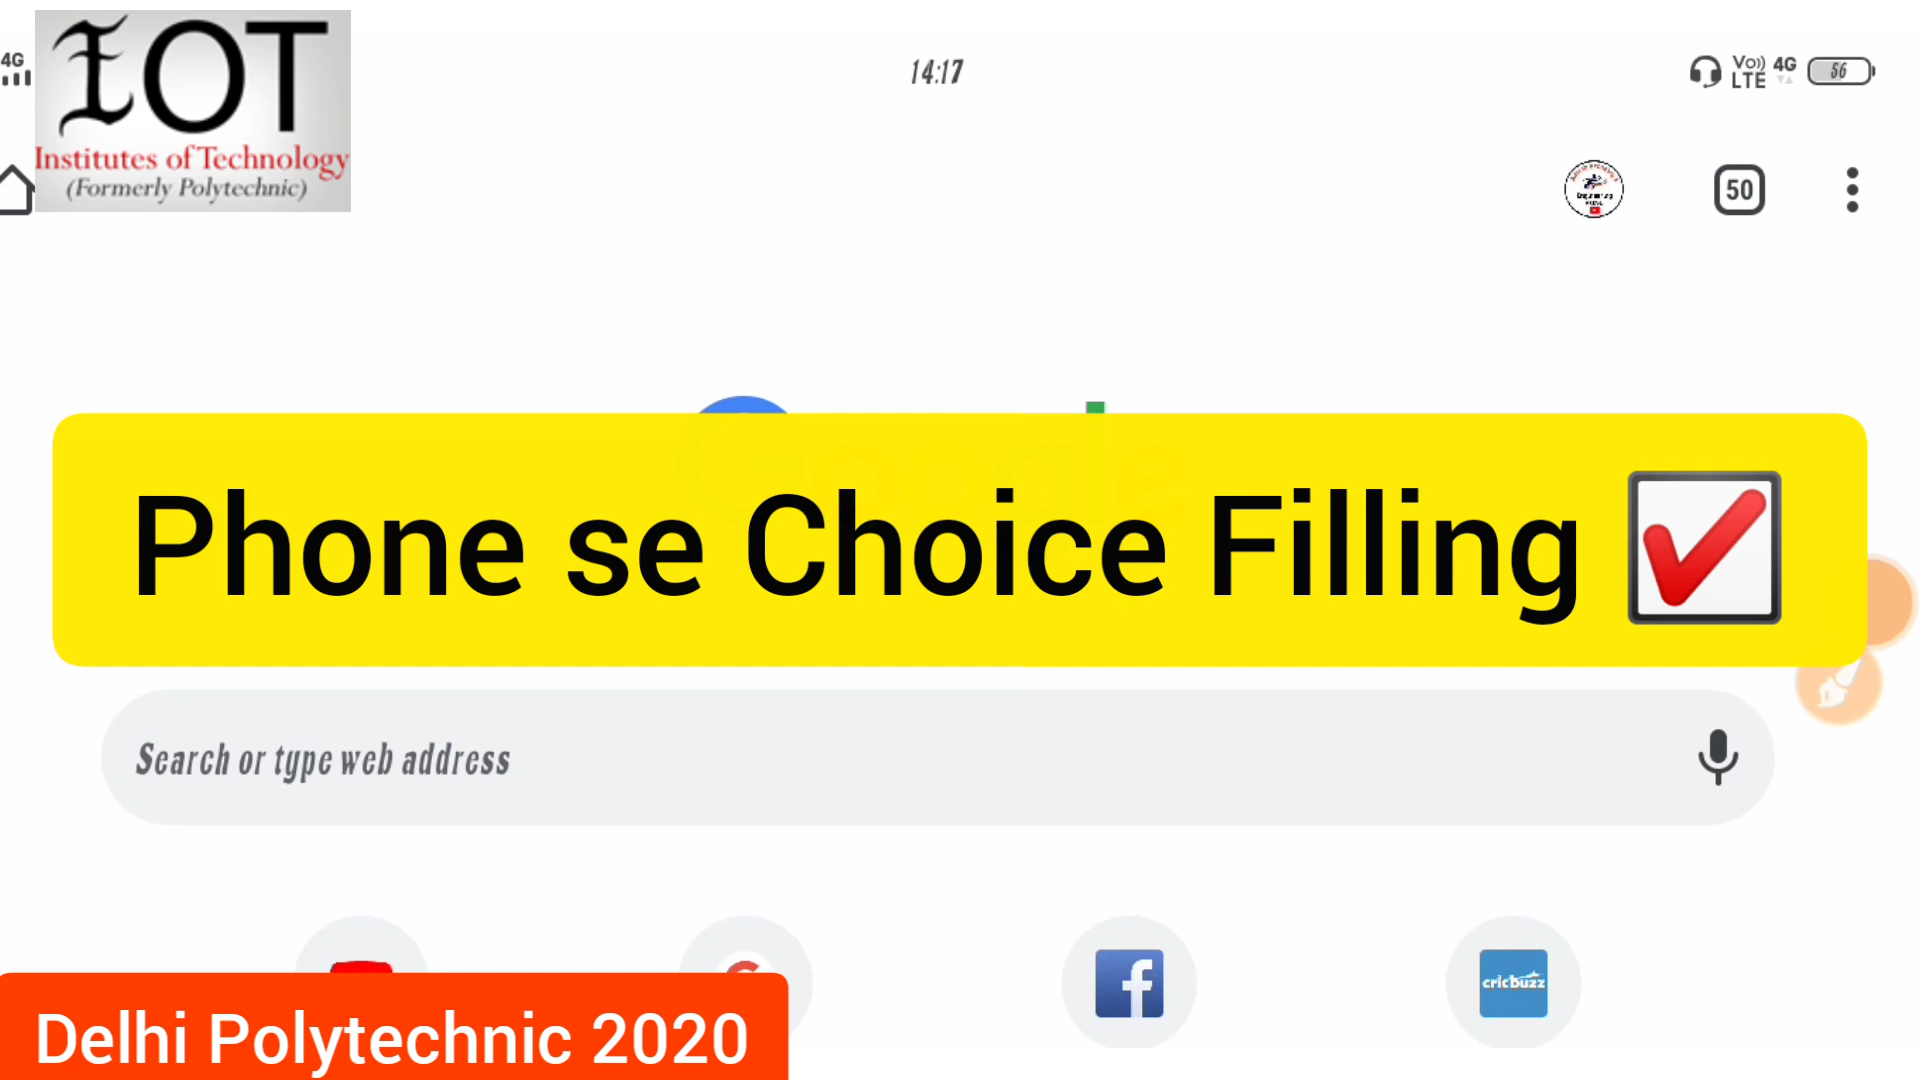 4G
IOT
Institutes of Technology
(Formerly Polytechnic)
14:17
Vo)) LTE
4G
56
50
Google
Phone se Choice Filling
Search or type web address
cricbuzz
Delhi Polytechnic 2020